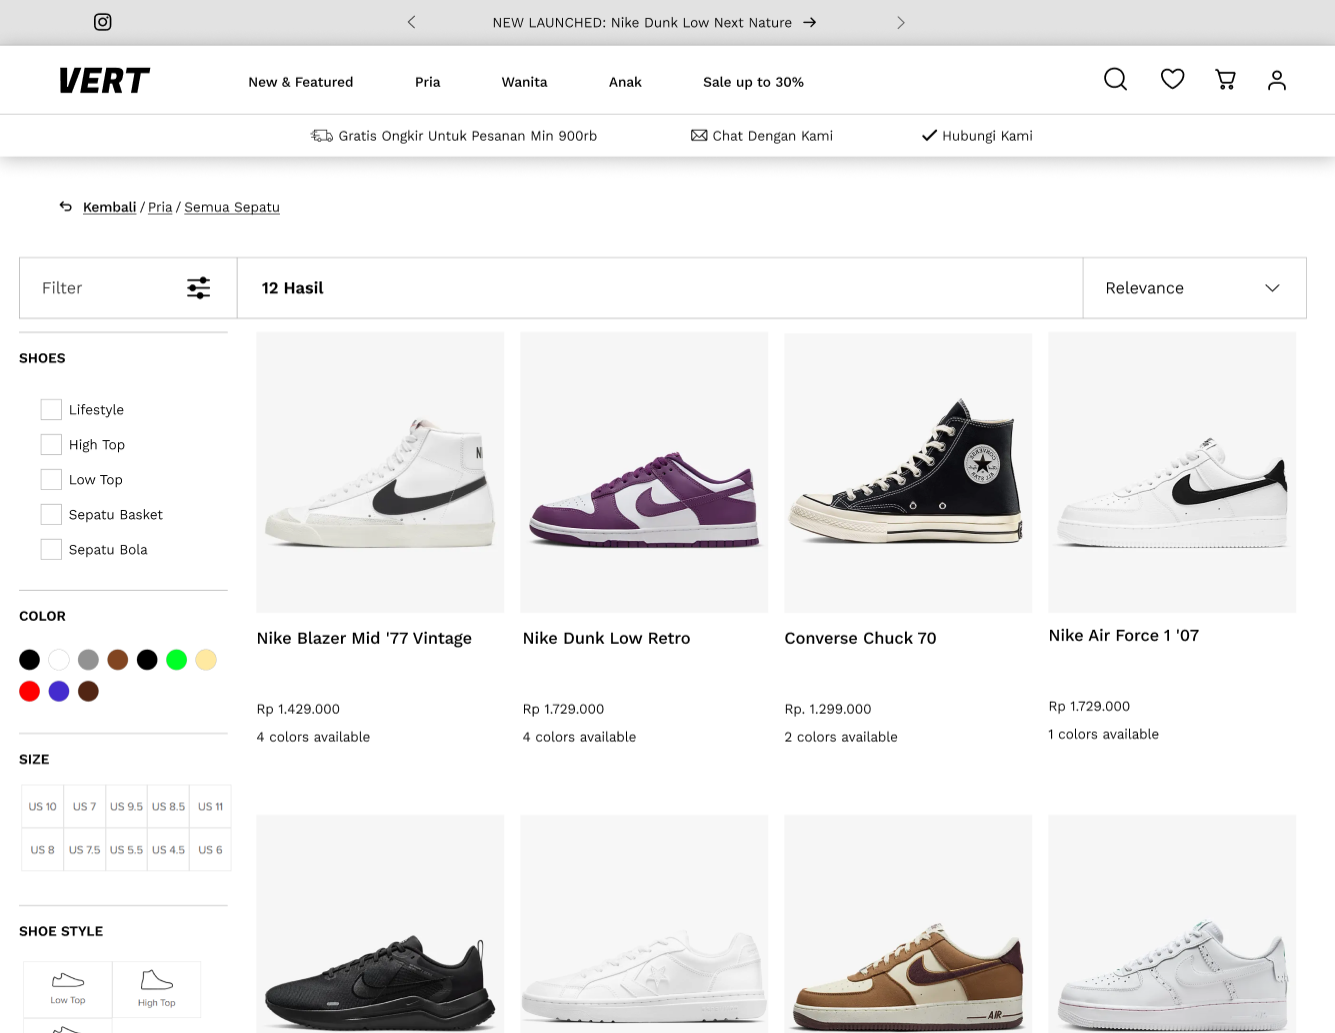 NEW LAUNCHED: Nike Dunk Low Next Nature
VERT
New & Featured
Pria
Wanita
Anak
Sale up to 30%
Gratis Ongkir Untuk Pesanan Min 900rb
Chat Dengan Kami
Hubungi Kami
Kembali / Pria / Semua Sepatu
Filter
12 Hasil
Relevance
SHOES
Lifestyle
High Top
Low Top
Sepatu Basket
Sepatu Bola
COLOR
SIZE
US 10 US 7 US 9.5 US 8.5 US 11
US 8 US 7.5 US 5.5 US 4.5 US 6
SHOE STYLE
Low Top
High Top
Nike Blazer Mid '77 Vintage
Rp 1.429.000
4 colors available
Nike Dunk Low Retro
Rp 1.729.000
4 colors available
CONVERSE
ALL STAR
Converse Chuck 70
Rp. 1.299.000
2 colors available
Nike Air Force 1 '07
Rp 1.729.000
1 colors available
AIR